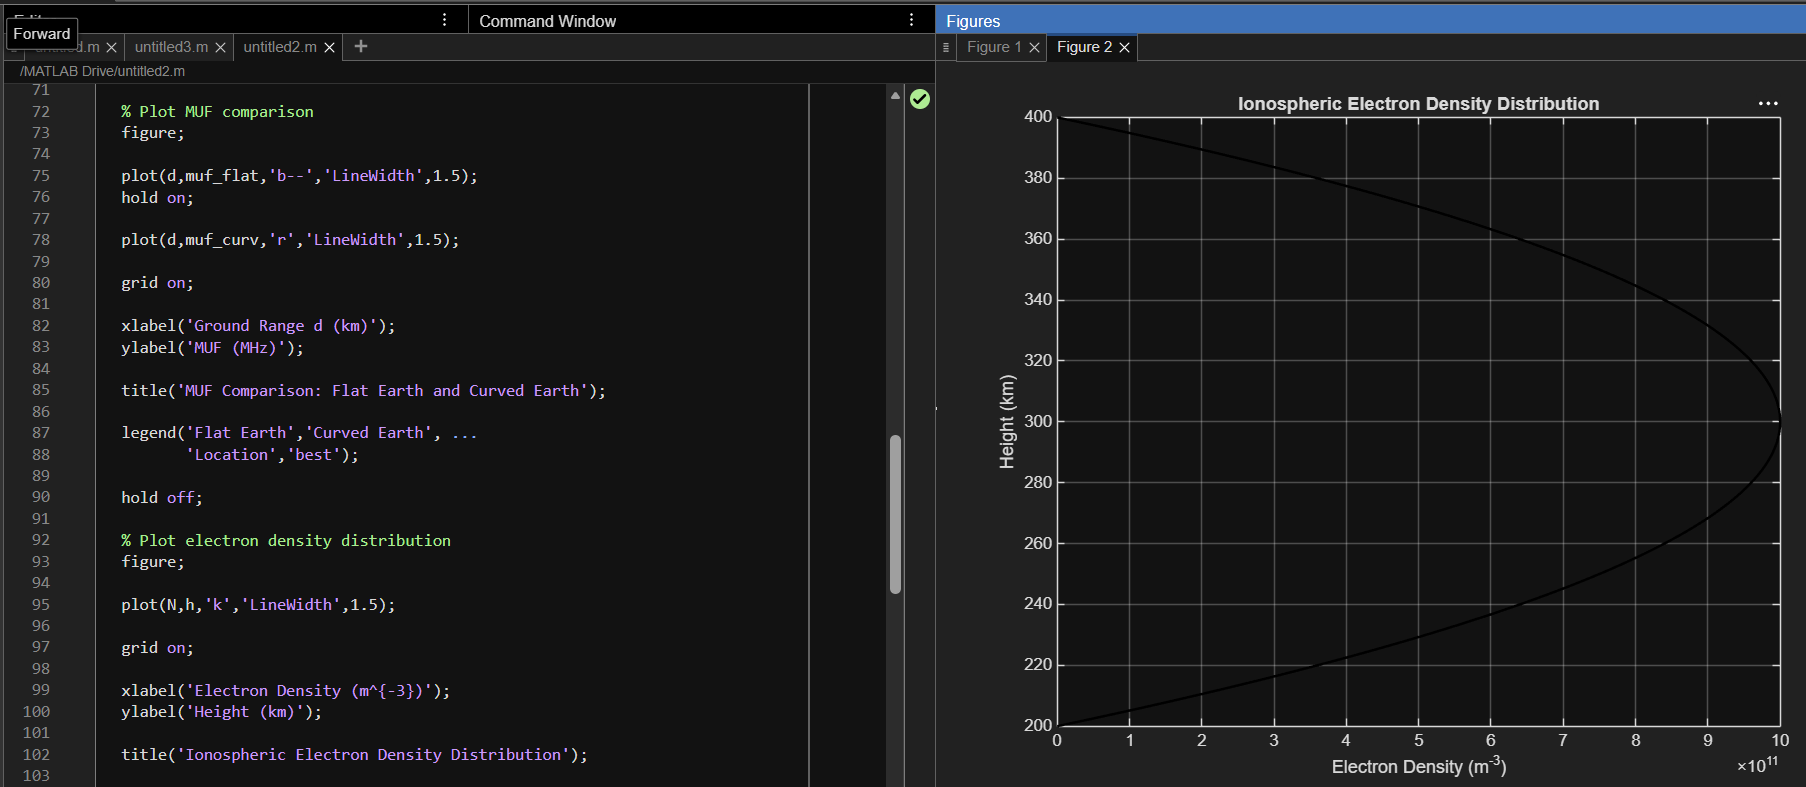 Forward
Command Window
Figures
untitled3.m
untitled2.m
Figure 1
Figure 2
/MATLAB Drive/untitled2.m
71
72 % Plot MUF comparison
73 figure;
74
75 plot(d,muf_flat,'b--','LineWidth',1.5);
76 hold on;
77
78 plot(d,muf_curv,'r','LineWidth',1.5);
79
80 grid on;
81
82 xlabel('Ground Range d (km)');
83 ylabel('MUF (MHz)');
84
85 title('MUF Comparison: Flat Earth and Curved Earth');
86
87 legend('Flat Earth','Curved Earth', ...
88 'Location','best');
89
90 hold off;
91
92 % Plot electron density distribution
93 figure;
94
95 plot(N,h,'k','LineWidth',1.5);
96
97 grid on;
98
99 xlabel('Electron Density (m^{-3})');
100 ylabel('Height (km)');
101
102 title('Ionospheric Electron Density Distribution');
103
Ionospheric Electron Density Distribution
400
380
360
340
320
300
280
260
240
220
200
Height (km)
0 1 2 3 4 5 6 7 8 9 10
Electron Density (m⁻³)
×10¹¹